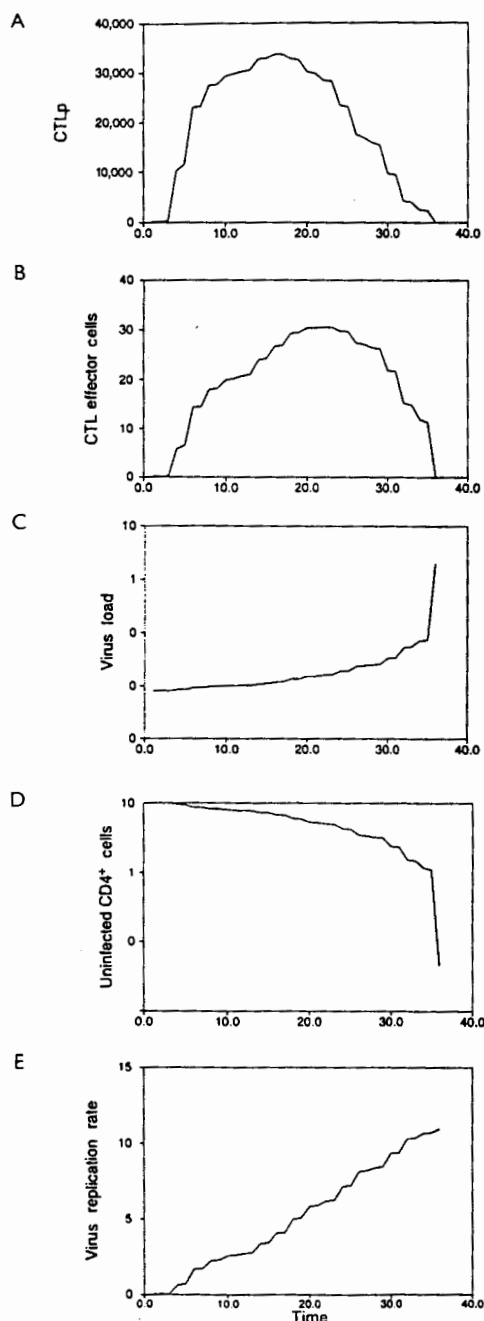 A
40,000
30,000
20,000
10,000
0
CTLp
0.0 10.0 20.0 30.0 40.0
B
40
30
20
10
0
CTL effector cells
0.0 10.0 20.0 30.0 40.0
C
10
1
0
0
0
Virus load
0.0 10.0 20.0 30.0 40.0
D
10
1
0
Uninfected CD4+ cells
0.0 10.0 20.0 30.0 40.0
E
15
10
5
0
Virus replication rate
0.0 10.0 20.0 30.0 40.0
Time